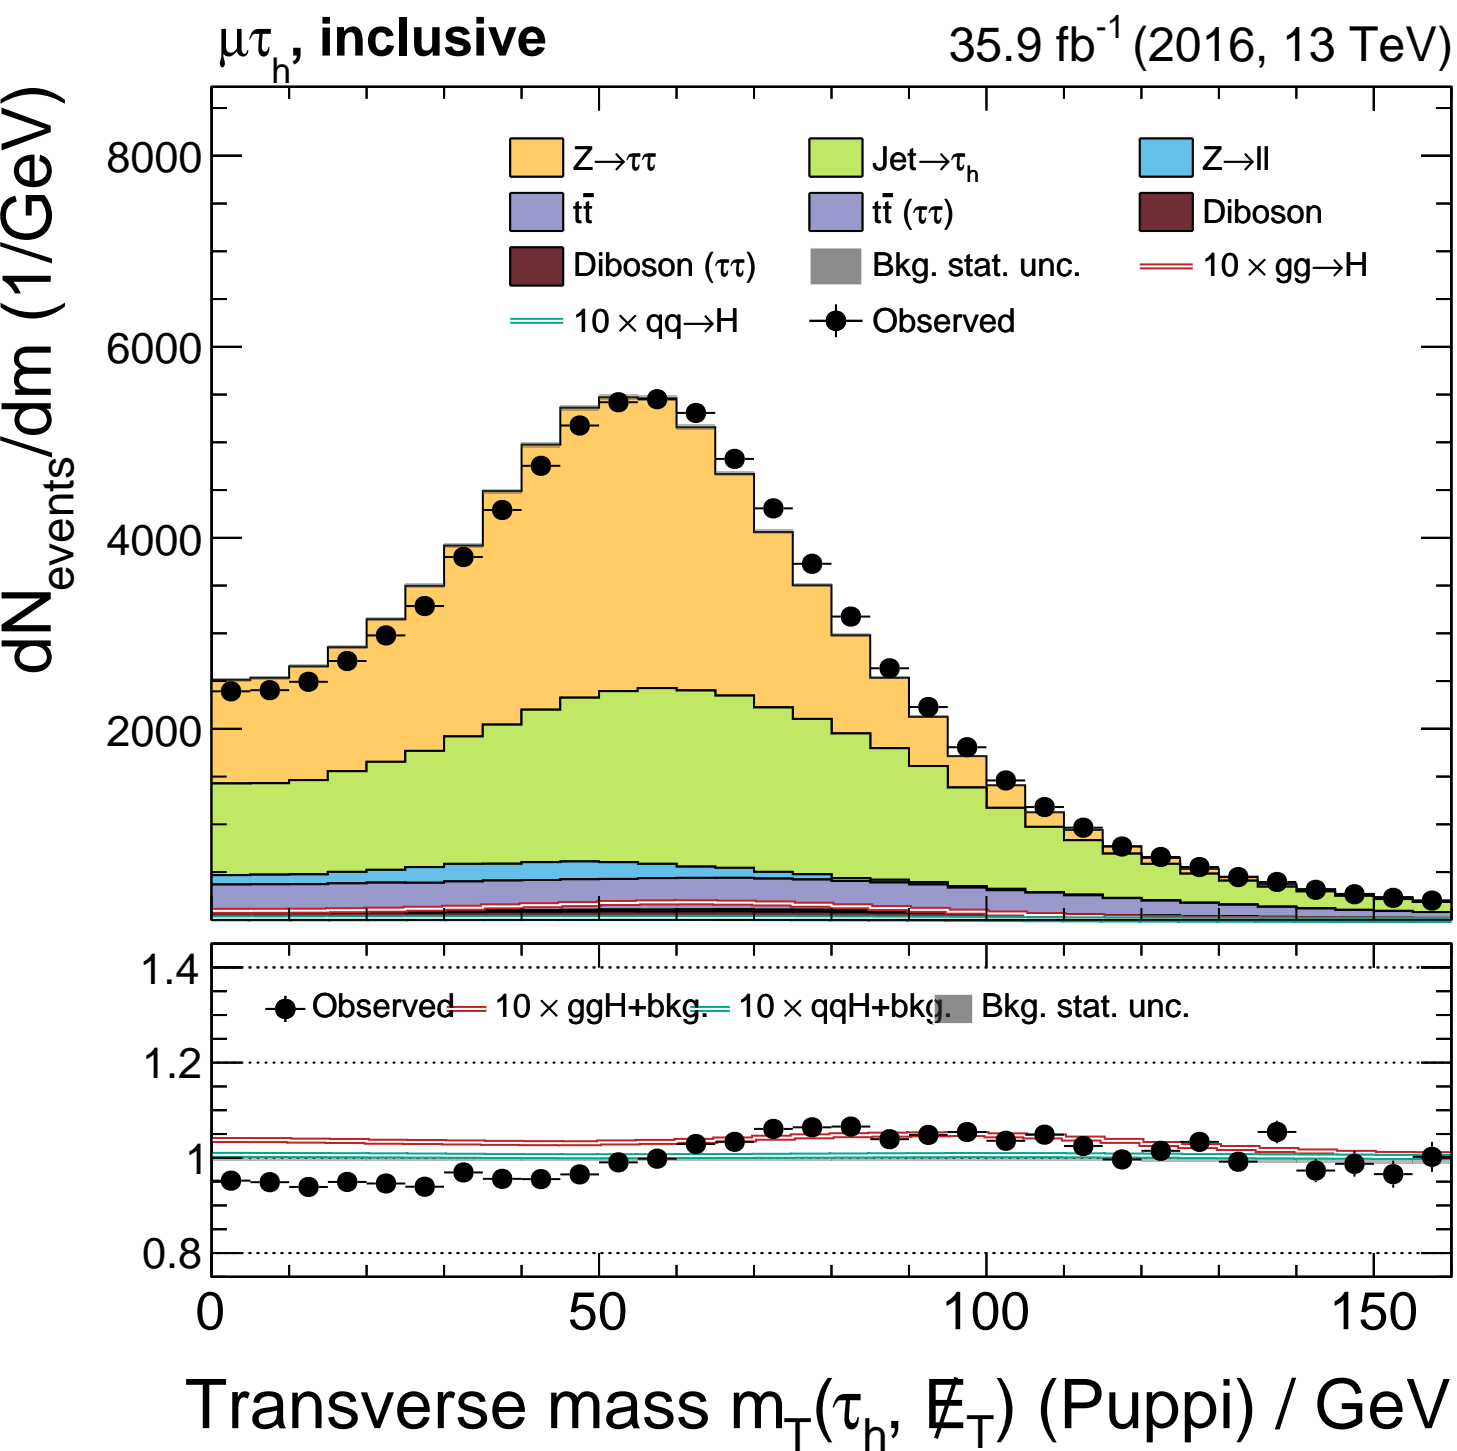 μτh, inclusive 35.9 fb-1 (2016, 13 TeV)
dNevents/dm (1/GeV)
8000
6000
4000
2000
Z→ττ Jet→τh Z→ll
tt̄ tt̄ (ττ) Diboson
Diboson (ττ) Bkg. stat. unc. 10 × gg→H
10 × qq→H Observed
1.4
1.2
1
0.8
Observed 10 × ggH+bkg. 10 × qqH+bkg. Bkg. stat. unc.
0 50 100 150
Transverse mass mT(τh, E̸T) (Puppi) / GeV